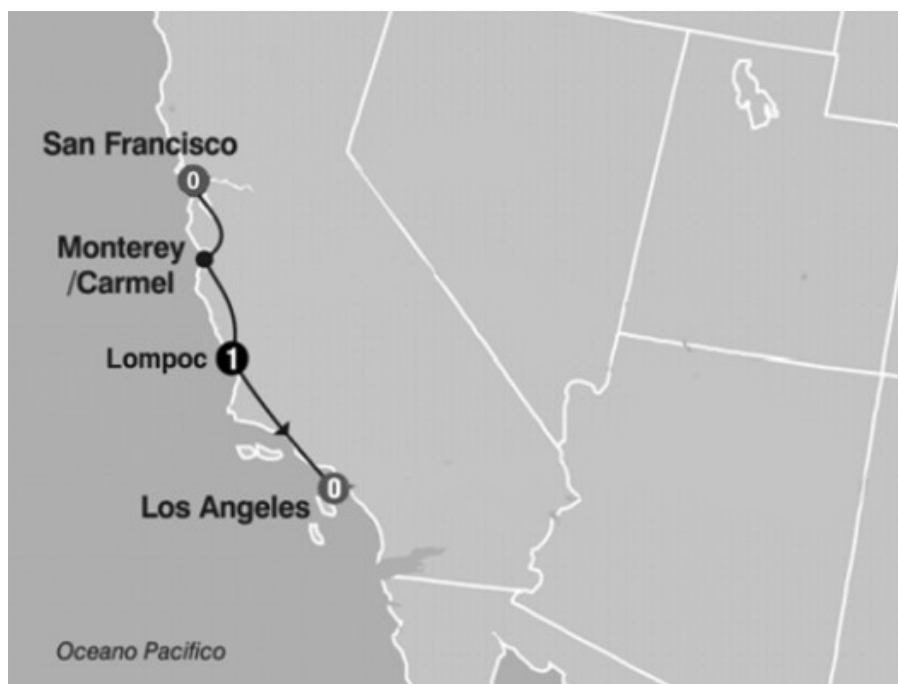 San Francisco
0
Monterey
/Carmel
Lompoc 1
0
Los Angeles
Oceano Pacifico